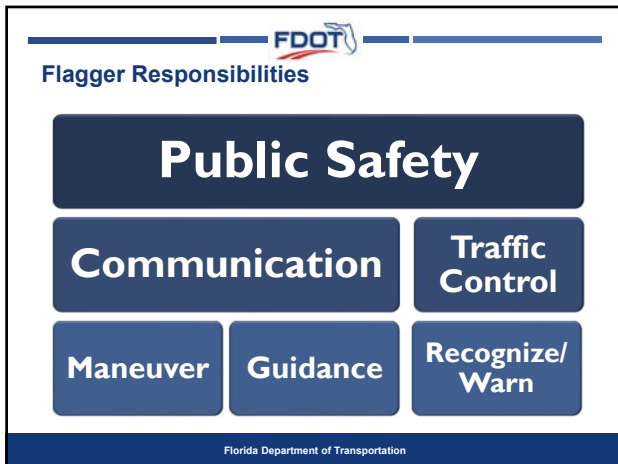 FDOT
Flagger Responsibilities
Public Safety
Communication
Traffic
Control
Maneuver
Guidance
Recognize/
Warn
Florida Department of Transportation